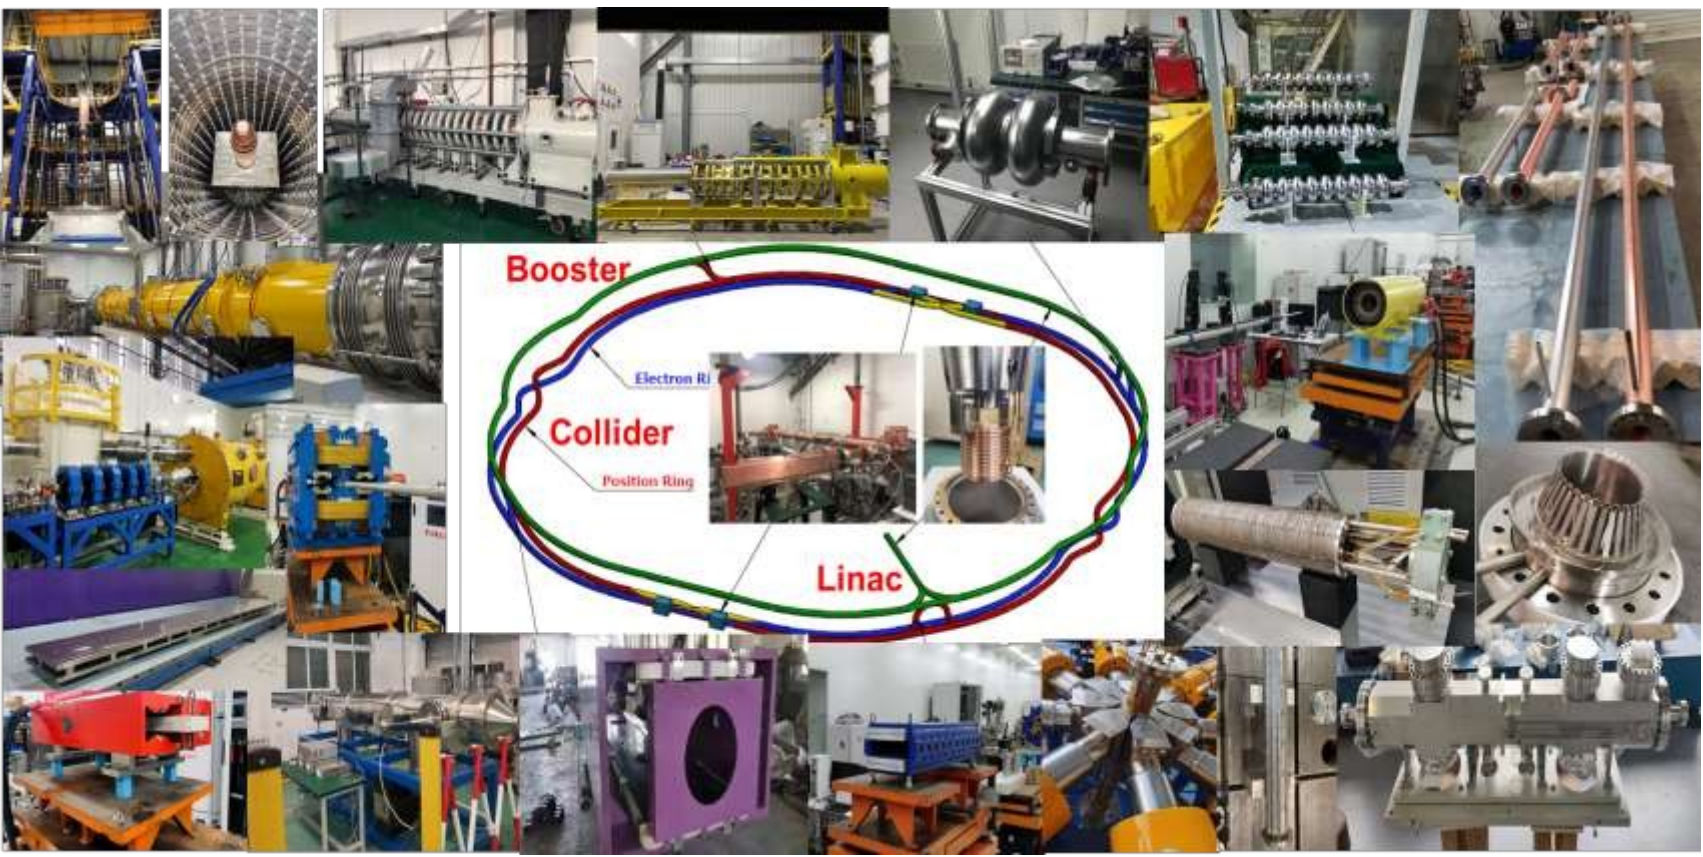 Booster
Electron Ri
Collider
Position Ring
Linac